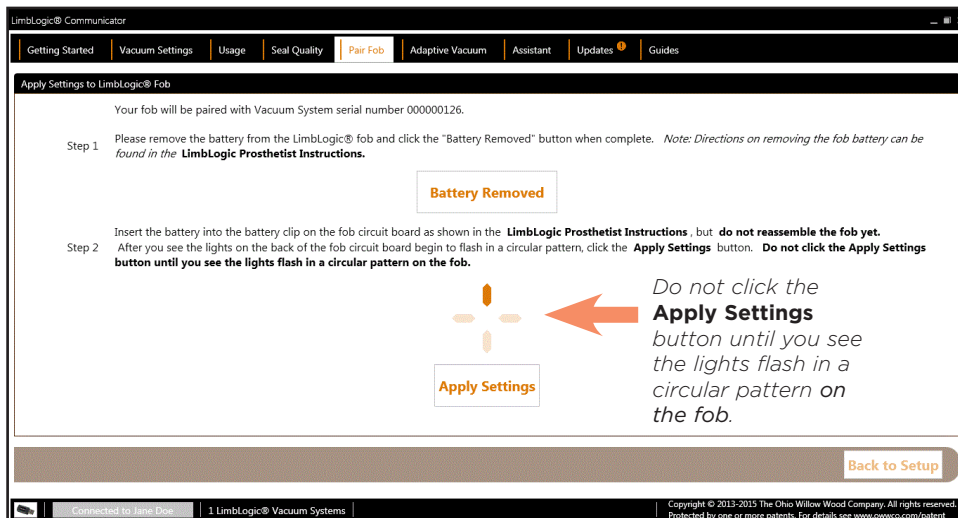 LimbLogic® Communicator
Getting Started Vacuum Settings Usage Seal Quality Pair Fob Adaptive Vacuum Assistant Updates Guides
Apply Settings to LimbLogic® Fob
Your fob will be paired with Vacuum System serial number 000000126.
Step 1
Please remove the battery from the LimbLogic® fob and click the "Battery Removed" button when complete. Note: Directions on removing the fob battery can be
found in the LimbLogic Prosthetist Instructions.
Battery Removed
Step 2
Insert the battery into the battery clip on the fob circuit board as shown in the LimbLogic Prosthetist Instructions , but do not reassemble the fob yet.
After you see the lights on the back of the fob circuit board begin to flash in a circular pattern, click the Apply Settings button. Do not click the Apply Settings
button until you see the lights flash in a circular pattern on the fob.
Do not click the
Apply Settings
button until you see
the lights flash in a
circular pattern on
the fob.
Apply Settings
Back to Setup
Connected to Jane Doe 1 LimbLogic® Vacuum Systems
Copyright © 2013-2015 The Ohio Willow Wood Company. All rights reserved.
Protected by one or more patents. For details see www.owwco.com/patent